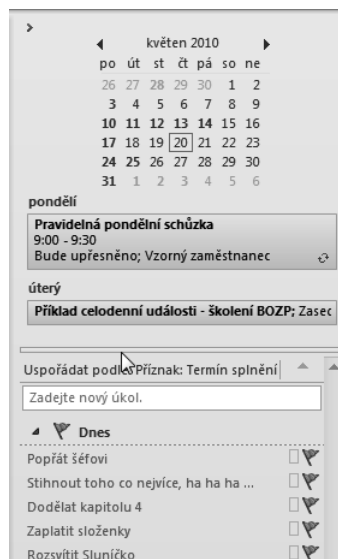 květen 2010
po út st čt pá so ne
26 27 28 29 30 1 2
3 4 5 6 7 8 9
10 11 12 13 14 15 16
17 18 19 20 21 22 23
24 25 26 27 28 29 30
31 1 2 3 4 5 6
pondělí
Pravidelná pondělní schůzka
9:00 - 9:30
Bude upřesněno; Vzorný zaměstnanec
úterý
Příklad celodenní události - školení BOZP; Zasec
Uspořádat podle: Příznak: Termín splnění
Zadejte nový úkol.
Dnes
Popřát šéfovi
Stihnout toho co nejvíce, ha ha ha ...
Dodělat kapitolu 4
Zaplatit složenky
Rozsvítit Sluníčko